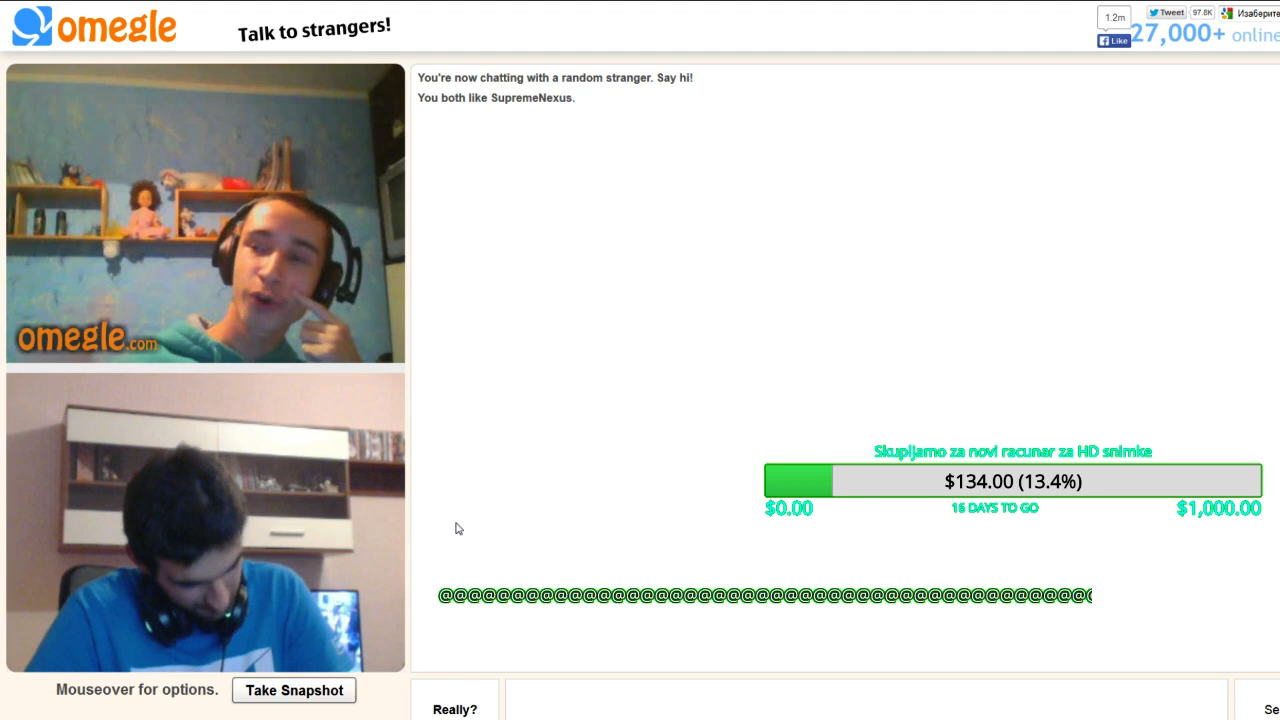 omegle
Talk to strangers!
1.2m
Like
Tweet
97.8K
Изаберите
27,000+ online
You're now chatting with a random stranger. Say hi!
You both like SupremeNexus.
omegle.com
Skupljamo za novi racunar za HD snimke
$134.00 (13.4%)
$0.00
16 DAYS TO GO
$1,000.00
@@@@@@@@@@@@@@@@@@@@@@@@@@@@@@@@@@@@@@@@@@@@@
Mouseover for options.
Take Snapshot
Really?
Se